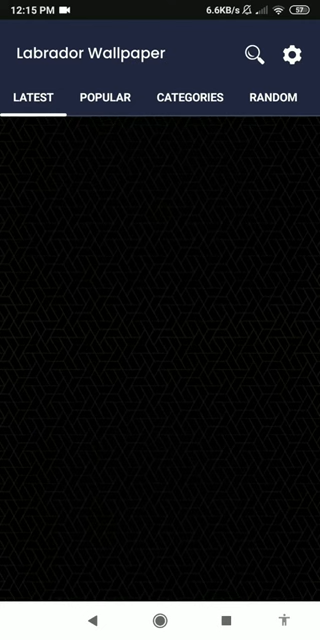 12:15 PM 6.6KB/s 57
Labrador Wallpaper
LATEST POPULAR CATEGORIES RANDOM